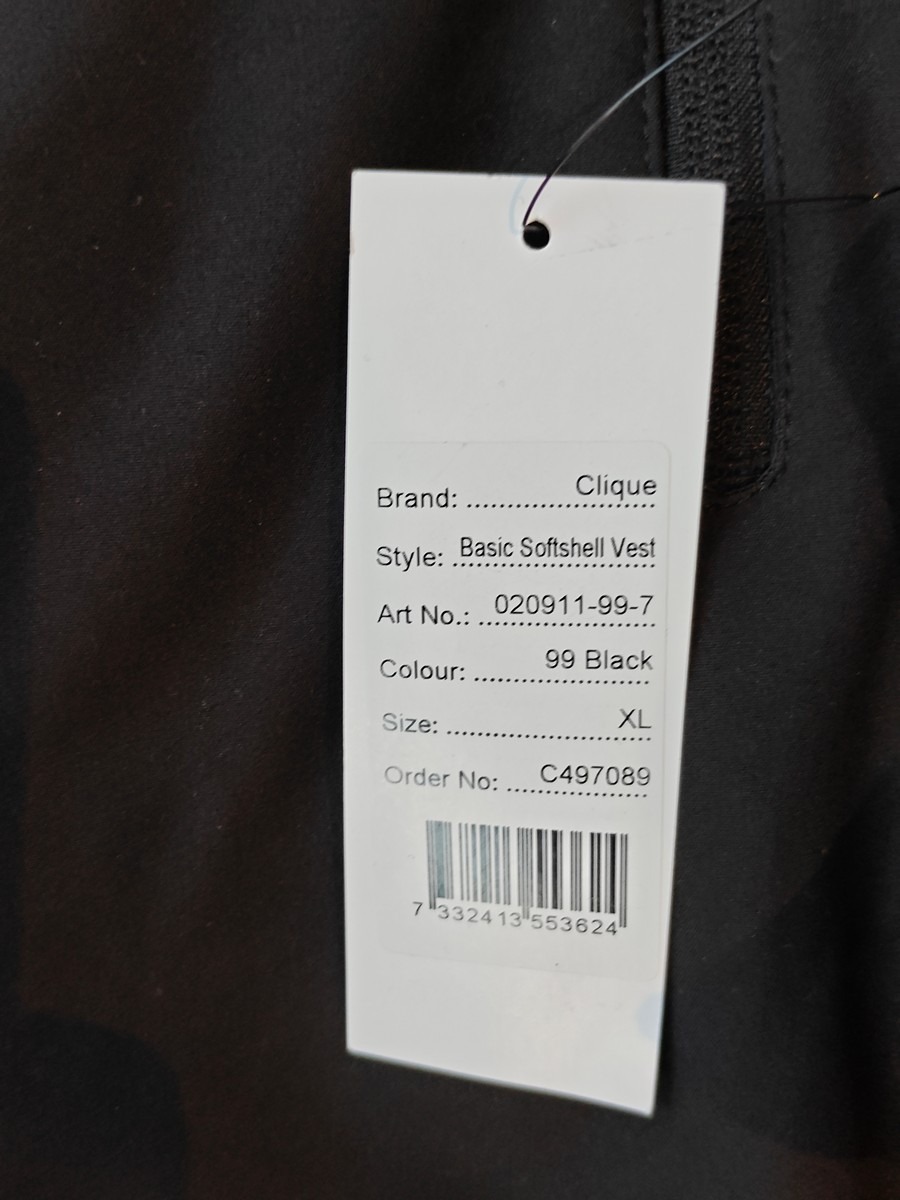 Brand: ........................ Clique
Style: .......................... Basic Softshell Vest
Art No.: ....................... 020911-99-7
Colour: ....................... 99 Black
Size: ........................... XL
Order No: .................. C497089
7 332413 553624